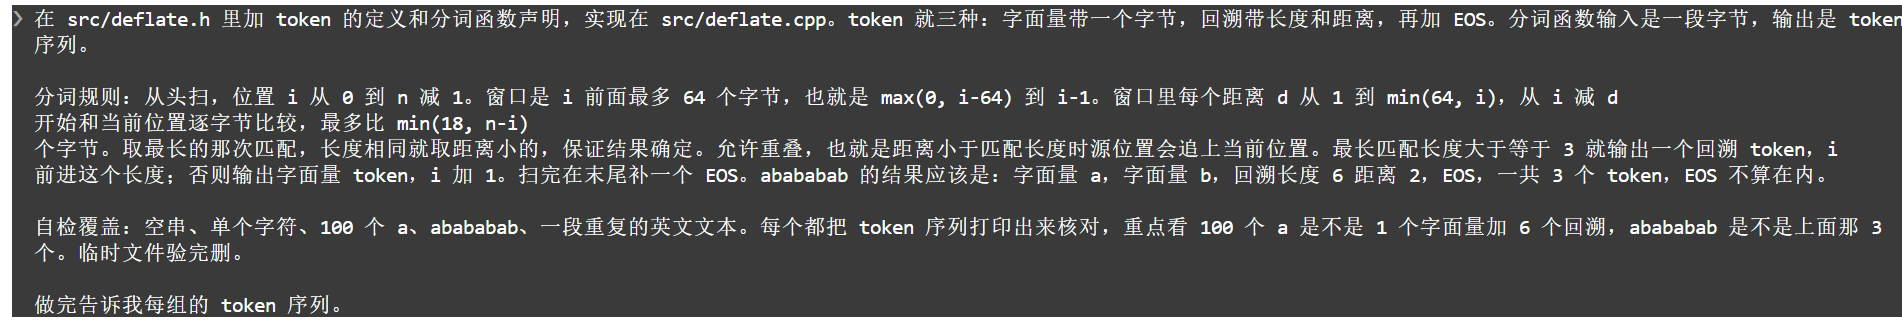 ❯ 在 src/deflate.h 里加 token 的定义和分词函数声明，实现在 src/deflate.cpp。token 就三种：字面量带一个字节，回溯带长度和距离，再加 EOS。分词函数输入是一段字节，输出是 token
序列。
分词规则：从头扫，位置 i 从 0 到 n 减 1。窗口是 i 前面最多 64 个字节，也就是 max(0, i-64) 到 i-1。窗口里每个距离 d 从 1 到 min(64, i)，从 i 减 d
开始和当前位置逐字节比较，最多比 min(18, n-i)
个字节。取最长的那次匹配，长度相同就取距离小的，保证结果确定。允许重叠，也就是距离小于匹配长度时源位置会追上当前位置。最长匹配长度大于等于 3 就输出一个回溯 token，i
前进这个长度；否则输出字面量 token，i 加 1。扫完在末尾补一个 EOS。abababab 的结果应该是：字面量 a，字面量 b，回溯长度 6 距离 2，EOS，一共 3 个 token，EOS 不算在内。
自检覆盖：空串、单个字符、100 个 a、abababab、一段重复的英文文本。每个都把 token 序列打印出来核对，重点看 100 个 a 是不是 1 个字面量加 6 个回溯，abababab 是不是上面那 3
个。临时文件验完删。
做完告诉我每组的 token 序列。